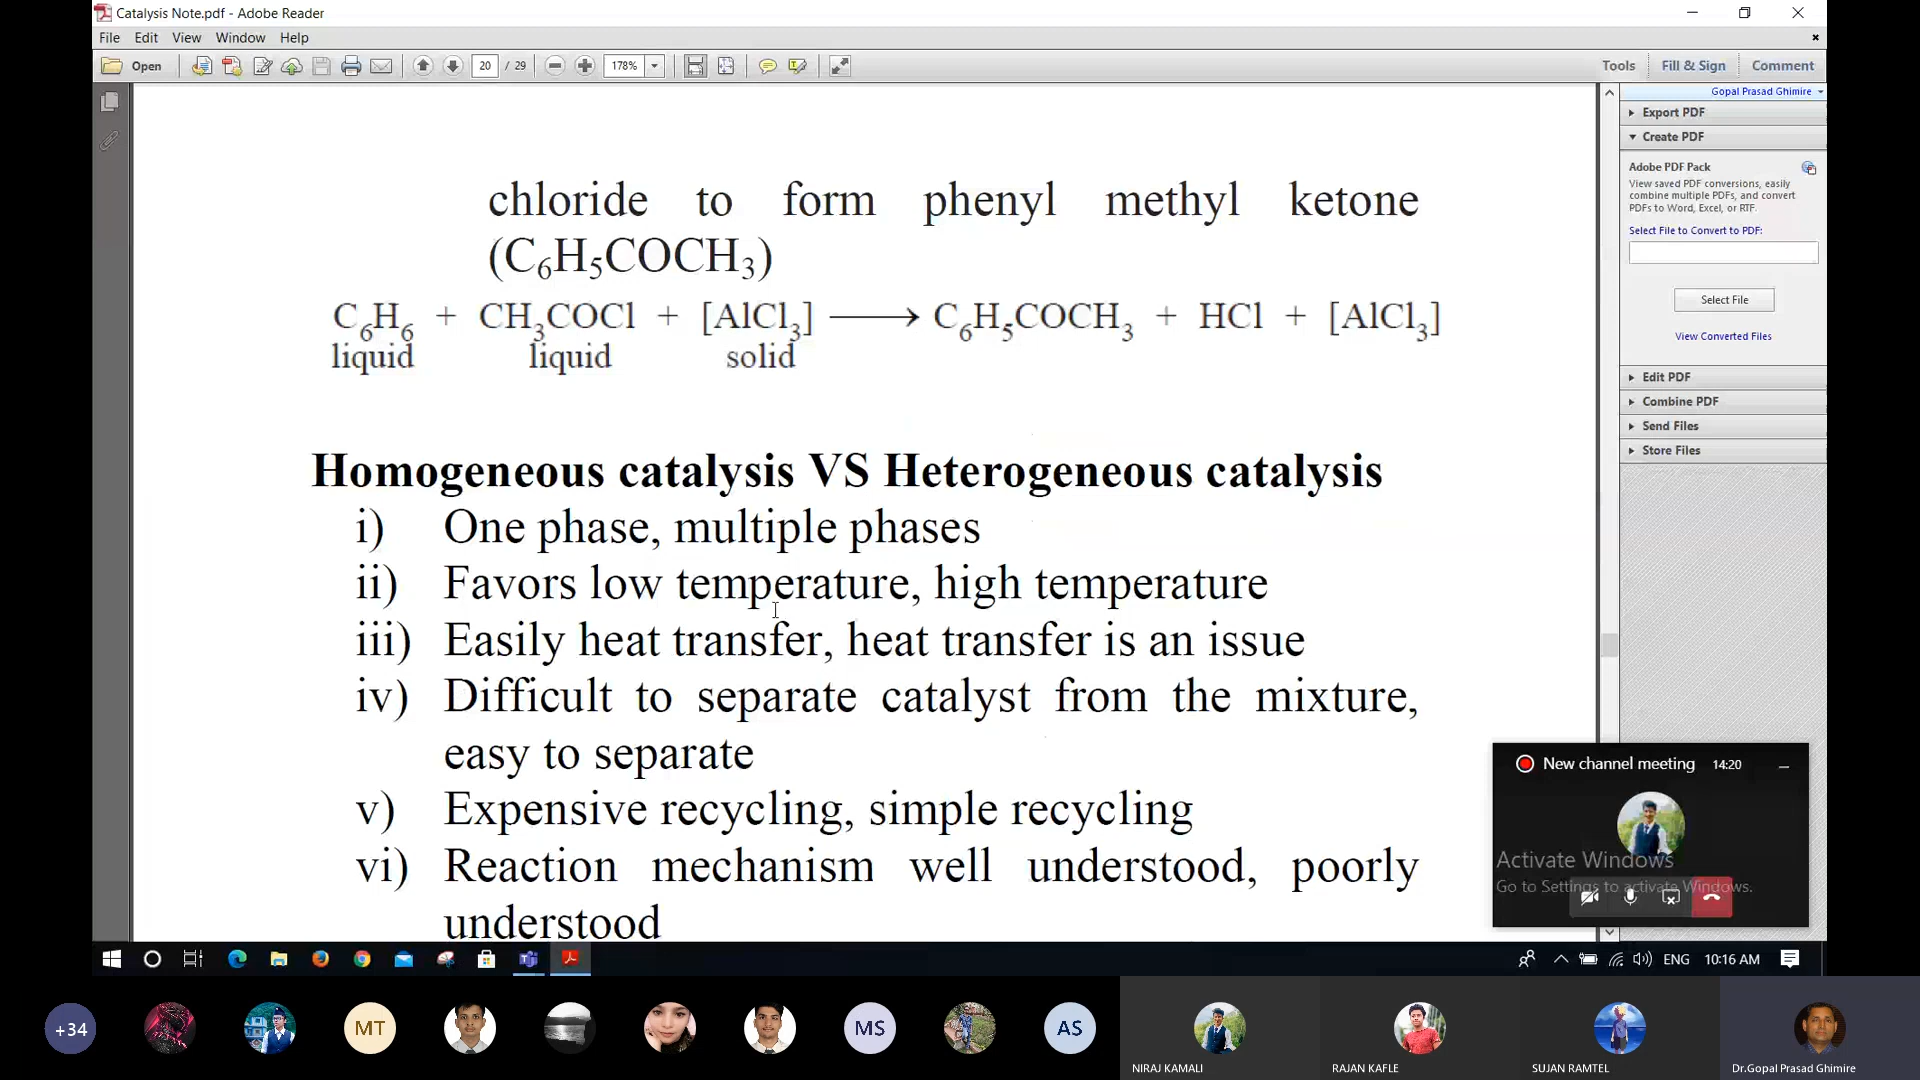 Catalysis Note.pdf - Adobe Reader
File Edit View Window Help
Open 20 / 29 178% Tools Fill & Sign Comment
Gopal Prasad Ghimire
Export PDF
Create PDF
Adobe PDF Pack
View saved PDF conversions, easily
combine multiple PDFs, and convert
PDFs to Word, Excel, or RTF.
Select File to Convert to PDF:
Select File
View Converted Files
Edit PDF
Combine PDF
Send Files
Store Files
chloride to form phenyl methyl ketone
(C₆H₅COCH₃)
C₆H₆ + CH₃COCl + [AlCl₃] ⟶ C₆H₅COCH₃ + HCl + [AlCl₃]
liquid liquid solid
Homogeneous catalysis VS Heterogeneous catalysis
i) One phase, multiple phases
ii) Favors low temperature, high temperature
iii) Easily heat transfer, heat transfer is an issue
iv) Difficult to separate catalyst from the mixture,
easy to separate
v) Expensive recycling, simple recycling
vi) Reaction mechanism well understood, poorly
understood
New channel meeting 14:20
Activate Windows
Go to Settings to activate Windows.
ENG 10:16 AM
+34 MT MS AS
NIRAJ KAMALI RAJAN KAFLE SUJAN RAMTEL Dr.Gopal Prasad Ghimire